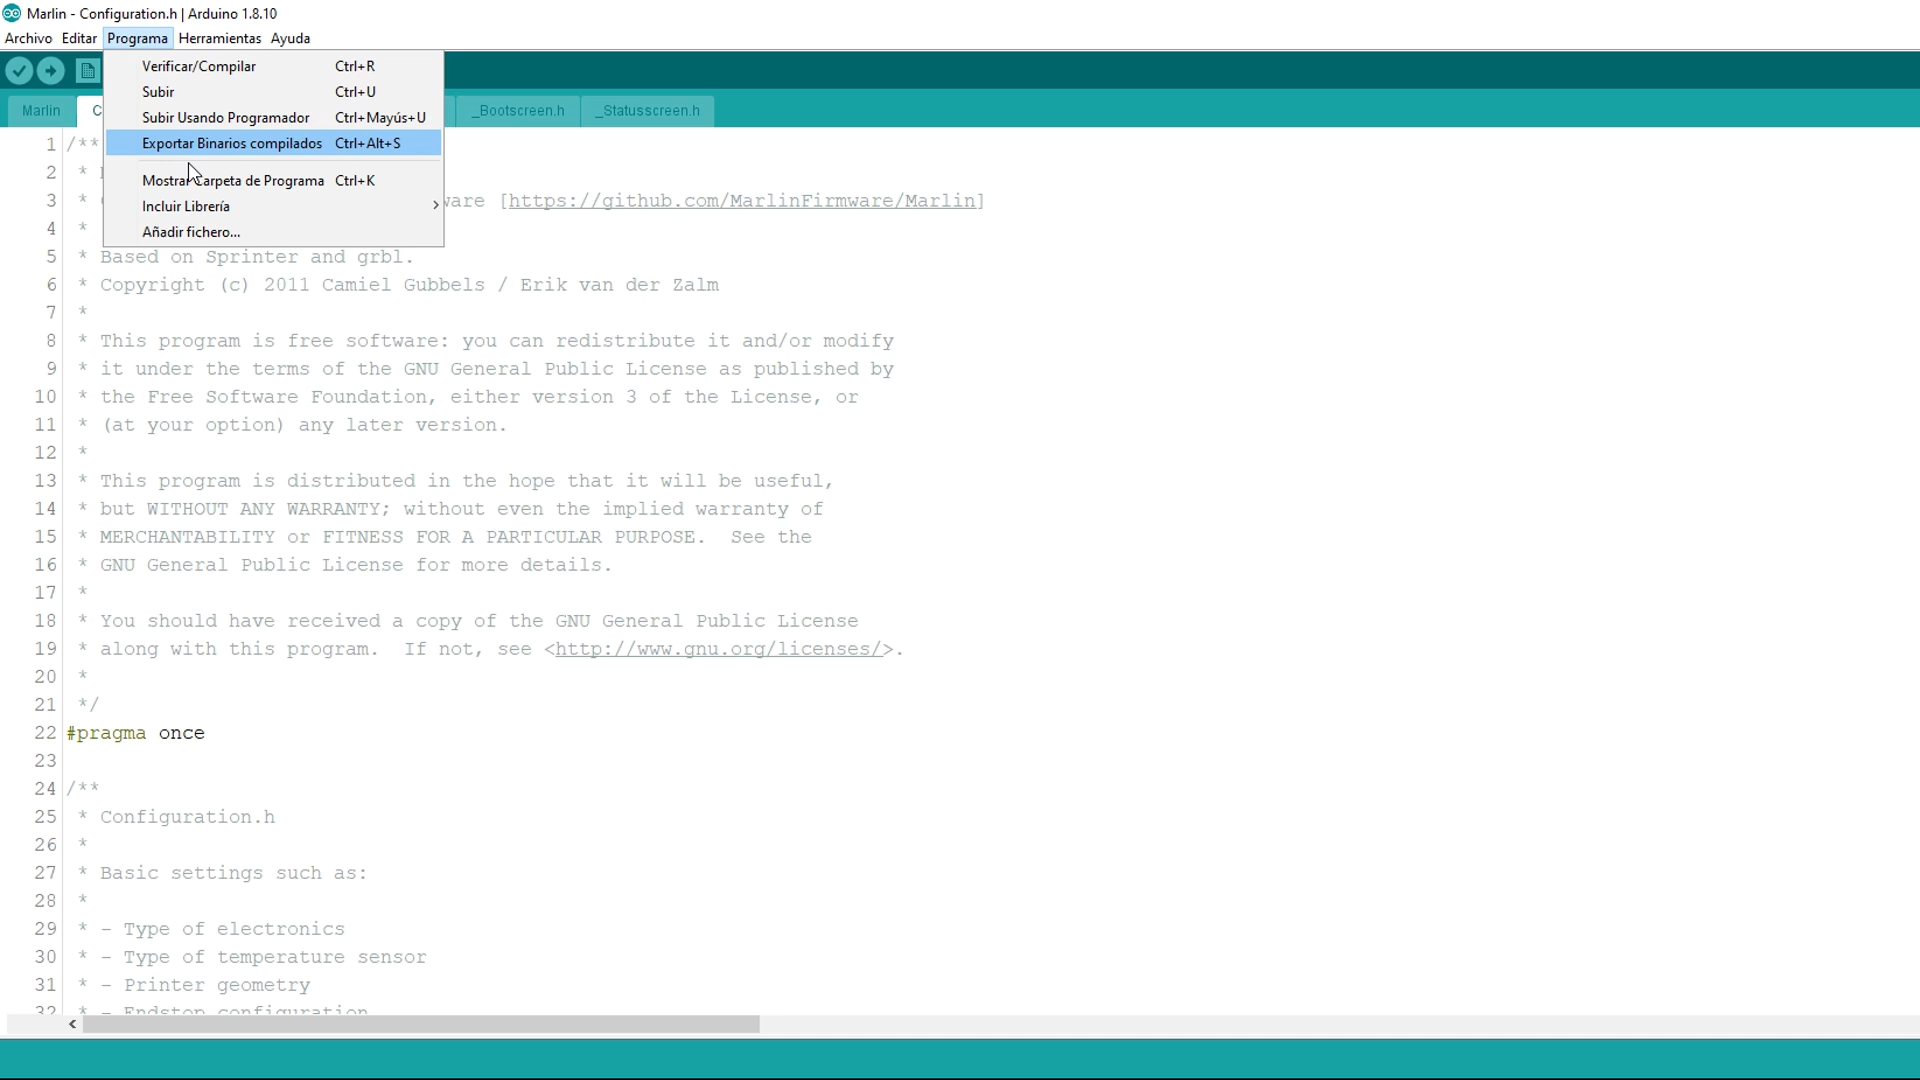 Marlin - Configuration.h | Arduino 1.8.10
Archivo Editar Programa Herramientas Ayuda
Verificar/Compilar Ctrl+R
Subir Ctrl+U
Subir Usando Programador Ctrl+Mayús+U
Exportar Binarios compilados Ctrl+Alt+S
Mostrar Carpeta de Programa Ctrl+K
Incluir Librería
Añadir fichero...
Marlin C _Bootscreen.h _Statusscreen.h
1 /**
2 *
3 * ware [https://github.com/MarlinFirmware/Marlin]
4 *
5 * Based on Sprinter and grbl.
6 * Copyright (c) 2011 Camiel Gubbels / Erik van der Zalm
7 *
8 * This program is free software: you can redistribute it and/or modify
9 * it under the terms of the GNU General Public License as published by
10 * the Free Software Foundation, either version 3 of the License, or
11 * (at your option) any later version.
12 *
13 * This program is distributed in the hope that it will be useful,
14 * but WITHOUT ANY WARRANTY; without even the implied warranty of
15 * MERCHANTABILITY or FITNESS FOR A PARTICULAR PURPOSE.  See the
16 * GNU General Public License for more details.
17 *
18 * You should have received a copy of the GNU General Public License
19 * along with this program.  If not, see <http://www.gnu.org/licenses/>.
20 *
21 */
22 #pragma once
23
24 /**
25 * Configuration.h
26 *
27 * Basic settings such as:
28 *
29 * - Type of electronics
30 * - Type of temperature sensor
31 * - Printer geometry
32 * - Endstop configuration